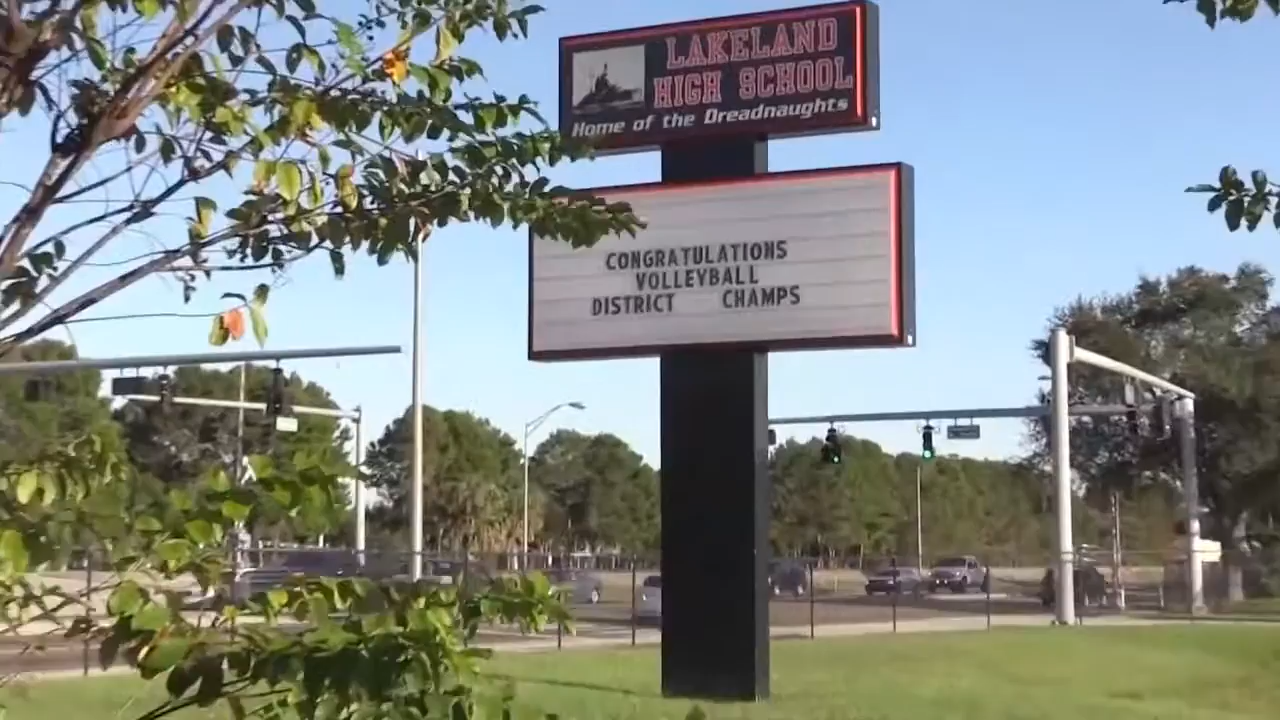 LAKELAND
HIGH SCHOOL
Home of the Dreadnaughts
CONGRATULATIONS
VOLLEYBALL
DISTRICT CHAMPS